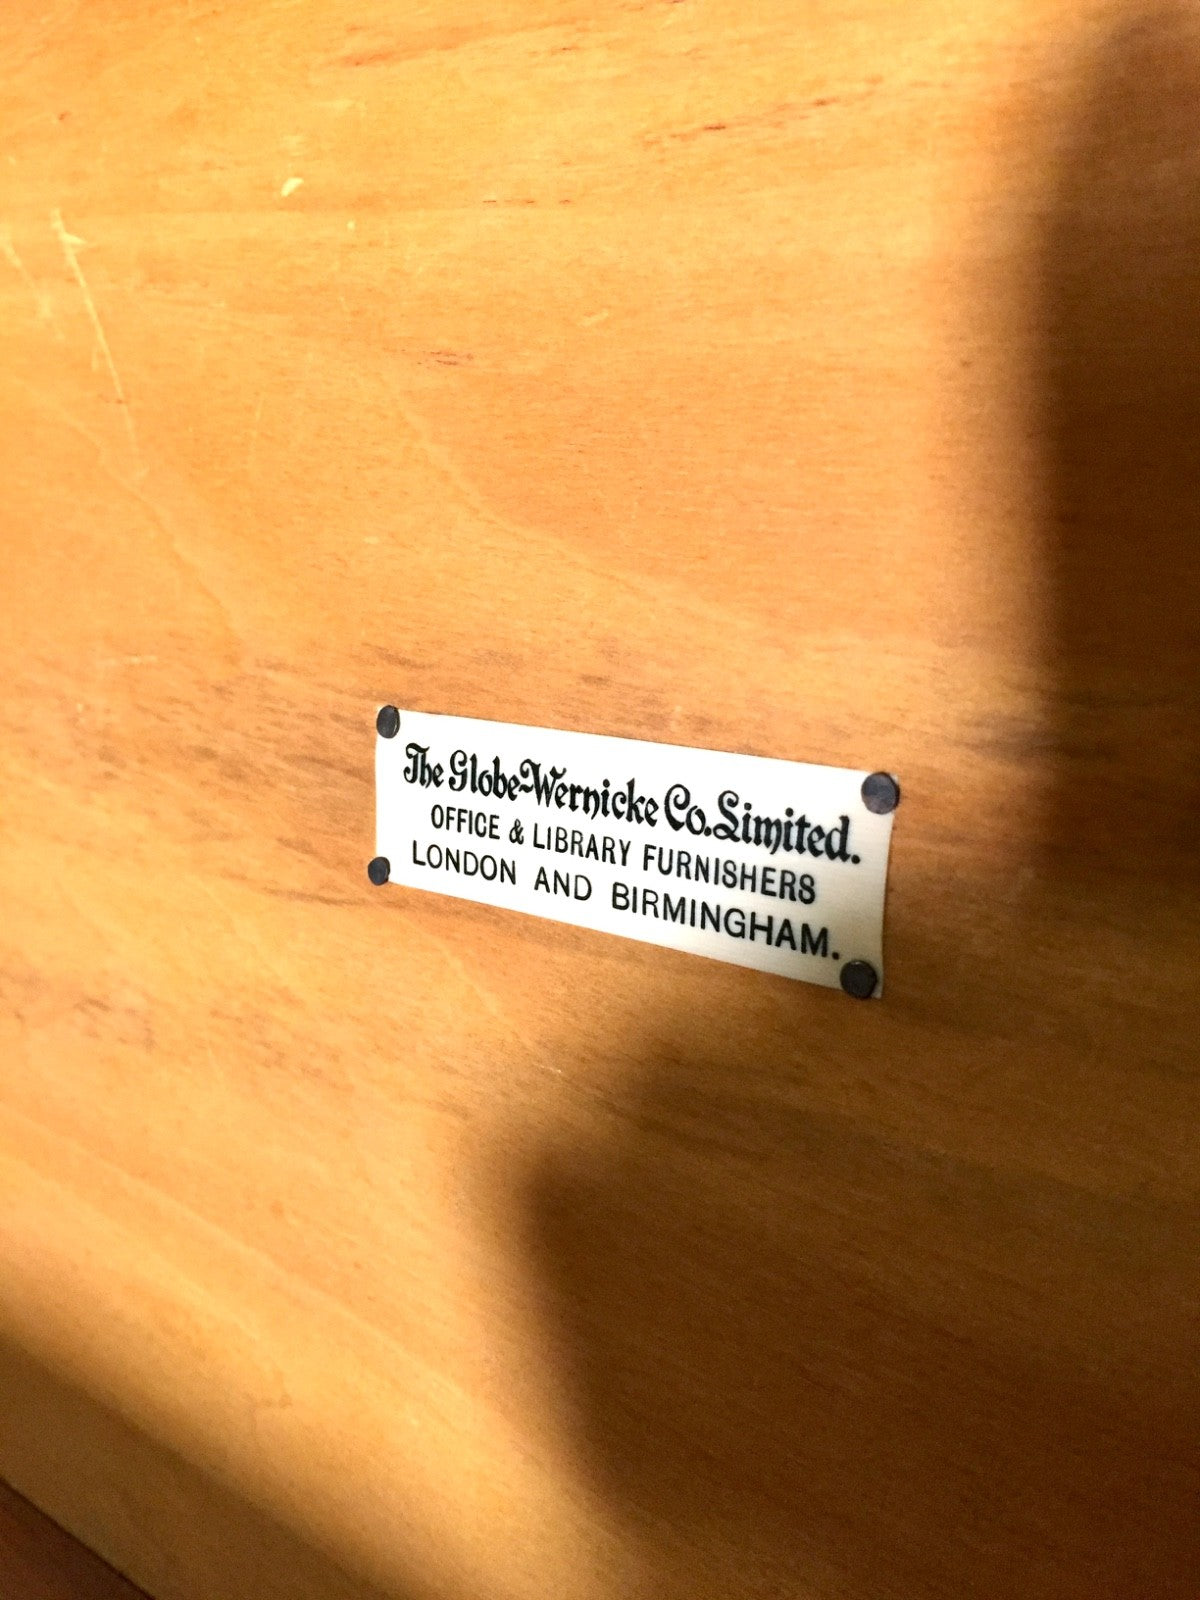 The Globe-Wernicke Co. Limited.
OFFICE & LIBRARY FURNISHERS
LONDON AND BIRMINGHAM.